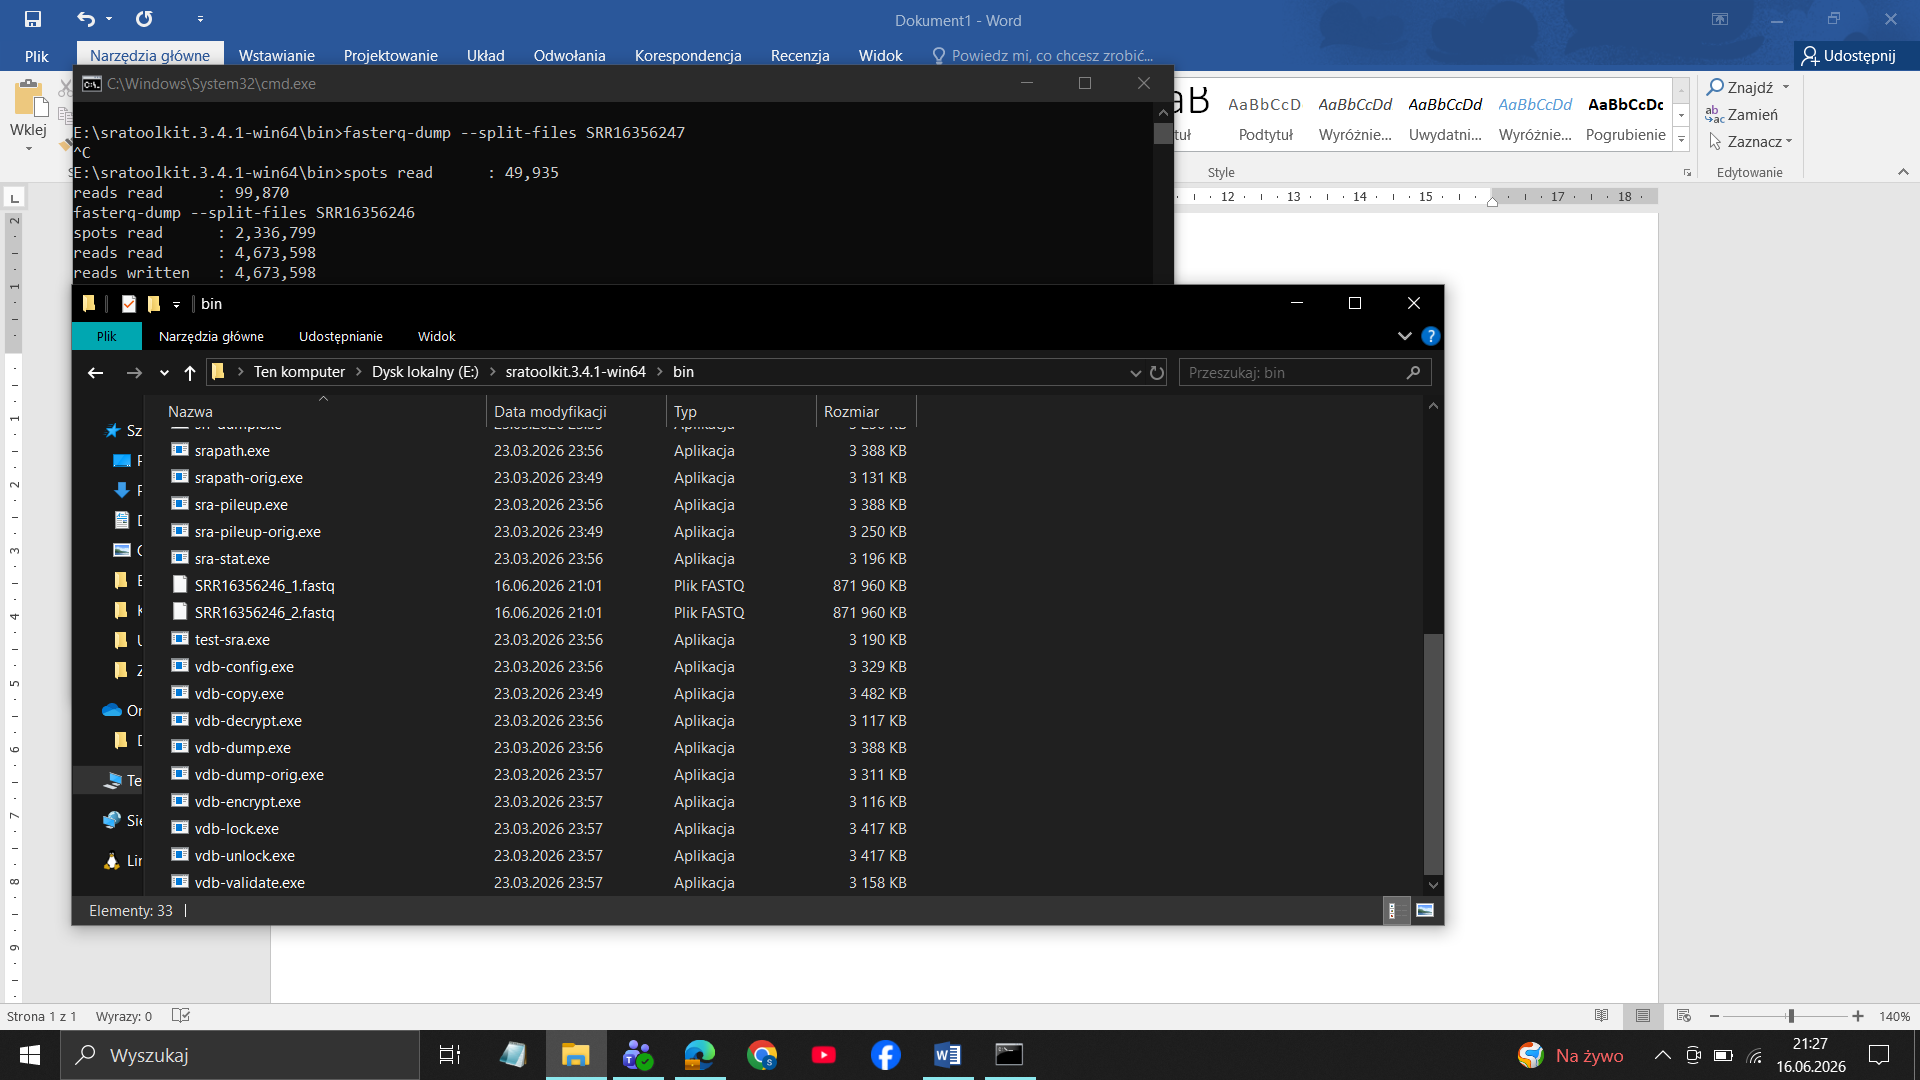 Dokument1 - Word
Plik
Narzędzia główne
Wstawianie
Projektowanie
Układ
Odwołania
Korespondencja
Recenzja
Widok
Powiedz mi, co chcesz zrobić...
Udostępnij
Wklej
C:\Windows\System32\cmd.exe
E:\sratoolkit.3.4.1-win64\bin>fasterq-dump --split-files SRR16356247
^C
E:\sratoolkit.3.4.1-win64\bin>spots read      : 49,935
reads read      : 99,870
fasterq-dump --split-files SRR16356246
spots read      : 2,336,799
reads read      : 4,673,598
reads written   : 4,673,598
AaBbCcD
AaBbCcDd
AaBbCcDd
AaBbCcDd
AaBbCcDc
Podtytuł
Wyróżnie...
Uwydatni...
Wyróżnie...
Pogrubienie
Style
Znajdź
Zamień
Zaznacz
Edytowanie
12 13 14 15 17 18
2 1 1 2 3 4 5 6 7 8 9
bin
Plik
Narzędzia główne
Udostępnianie
Widok
Ten komputer > Dysk lokalny (E:) > sratoolkit.3.4.1-win64 > bin
Przeszukaj: bin
Nazwa Data modyfikacji Typ Rozmiar
srapath.exe 23.03.2026 23:56 Aplikacja 3 388 KB
srapath-orig.exe 23.03.2026 23:49 Aplikacja 3 131 KB
sra-pileup.exe 23.03.2026 23:56 Aplikacja 3 388 KB
sra-pileup-orig.exe 23.03.2026 23:49 Aplikacja 3 250 KB
sra-stat.exe 23.03.2026 23:56 Aplikacja 3 196 KB
SRR16356246_1.fastq 16.06.2026 21:01 Plik FASTQ 871 960 KB
SRR16356246_2.fastq 16.06.2026 21:01 Plik FASTQ 871 960 KB
test-sra.exe 23.03.2026 23:56 Aplikacja 3 190 KB
vdb-config.exe 23.03.2026 23:56 Aplikacja 3 329 KB
vdb-copy.exe 23.03.2026 23:49 Aplikacja 3 482 KB
vdb-decrypt.exe 23.03.2026 23:56 Aplikacja 3 117 KB
vdb-dump.exe 23.03.2026 23:56 Aplikacja 3 388 KB
vdb-dump-orig.exe 23.03.2026 23:57 Aplikacja 3 311 KB
vdb-encrypt.exe 23.03.2026 23:57 Aplikacja 3 116 KB
vdb-lock.exe 23.03.2026 23:57 Aplikacja 3 417 KB
vdb-unlock.exe 23.03.2026 23:57 Aplikacja 3 417 KB
vdb-validate.exe 23.03.2026 23:57 Aplikacja 3 158 KB
Elementy: 33
Strona 1 z 1
Wyrazy: 0
140%
Wyszukaj
Na żywo
21:27
16.06.2026